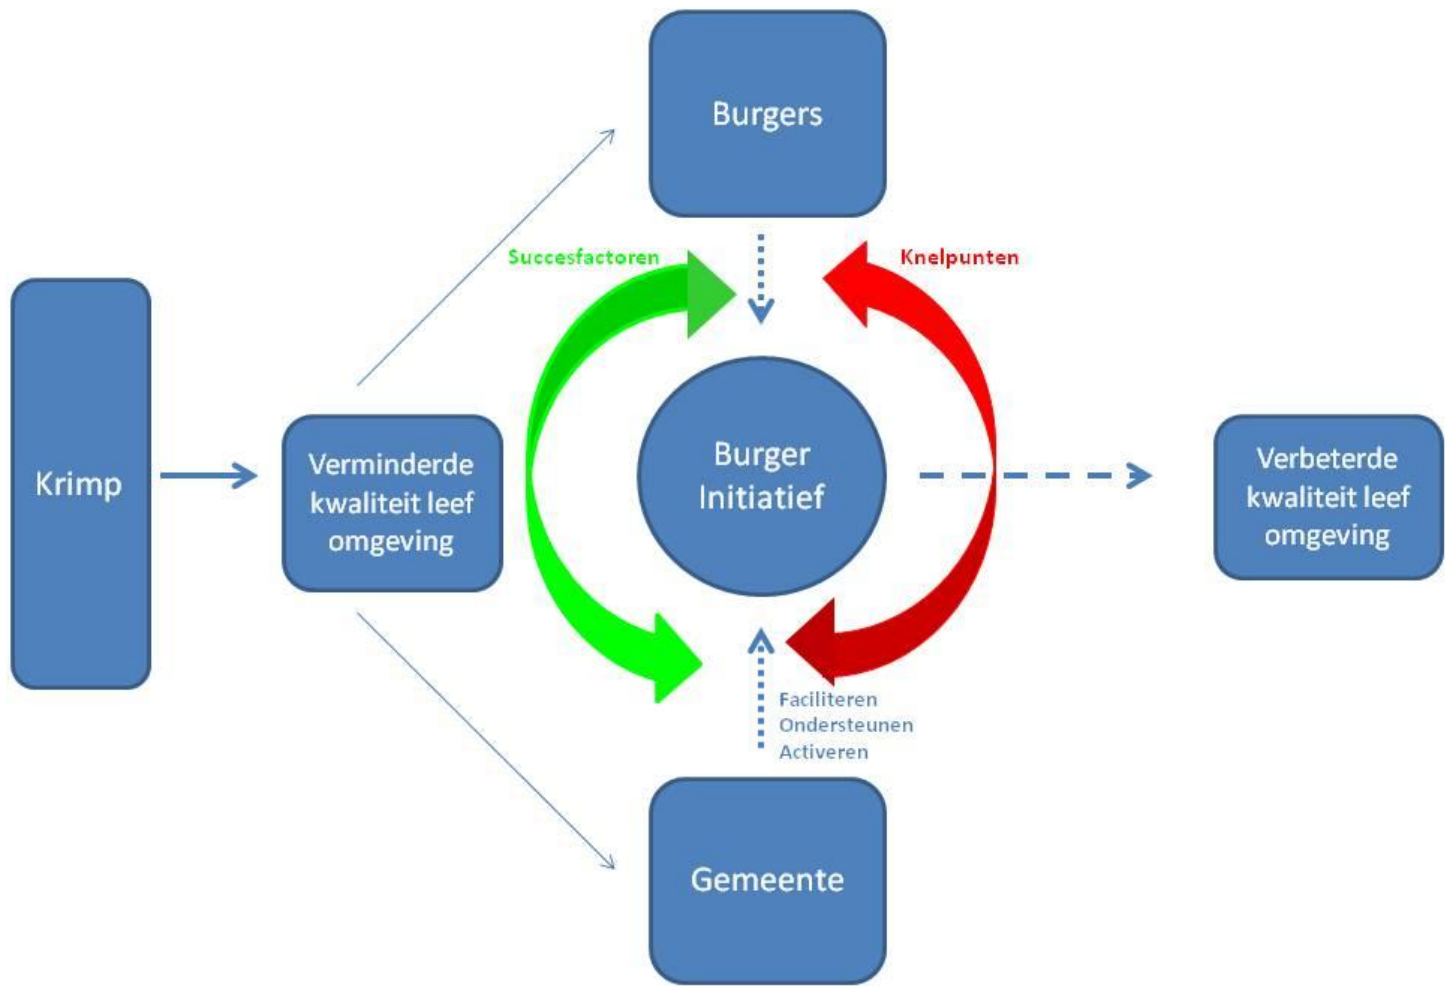 Burgers
Succesfactoren
Knelpunten
Krimp
Verminderde
kwaliteit leef
omgeving
Burger
Initiatief
Verbeterde
kwaliteit leef
omgeving
Faciliteren
Ondersteunen
Activeren
Gemeente